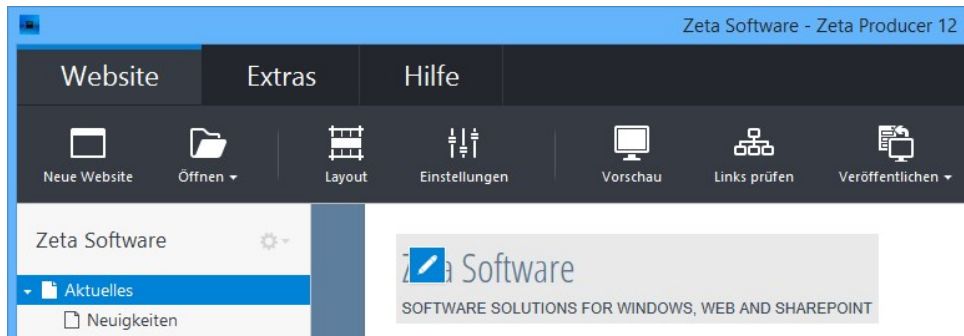 Zeta Software - Zeta Producer 12
Website Extras Hilfe
Neue Website Öffnen Layout Einstellungen Vorschau Links prüfen Veröffentlichen
Zeta Software
Aktuelles
Neuigkeiten
Zeta Software
SOFTWARE SOLUTIONS FOR WINDOWS, WEB AND SHAREPOINT